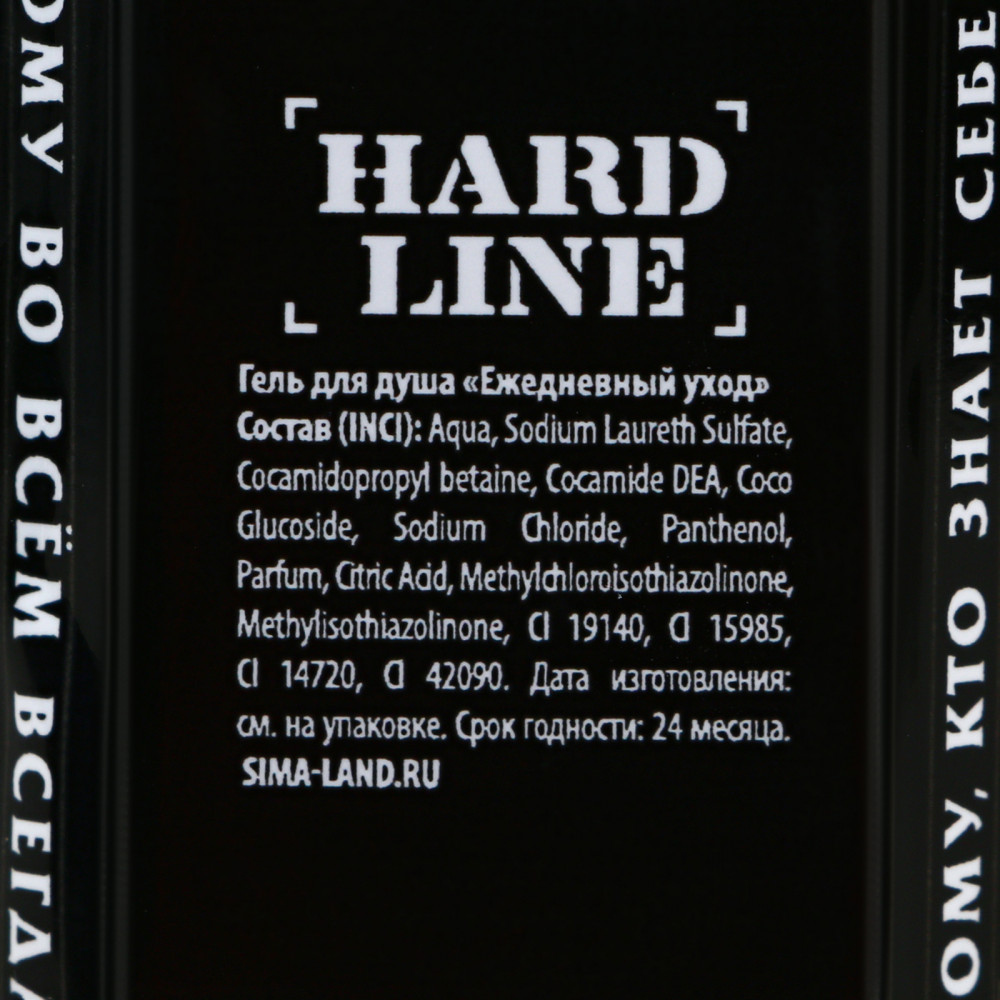 HARD
LINE
Гель для душа «Ежедневный уход»
Состав (INCI): Aqua, Sodium Laureth Sulfate,
Cocamidopropyl betaine, Cocamide DEA, Coco
Glucoside, Sodium Chloride, Panthenol,
Parfum, Citric Acid, Methylchloroisothiazolinone,
Methylisothiazolinone, CI 19140, CI 15985,
CI 14720, CI 42090. Дата изготовления:
см. на упаковке. Срок годности: 24 месяца.
SIMA-LAND.RU
ОМУ ВО ВСЁМ ВСЕГДА
ОМУ, КТО ЗНАЕТ СЕБЕ